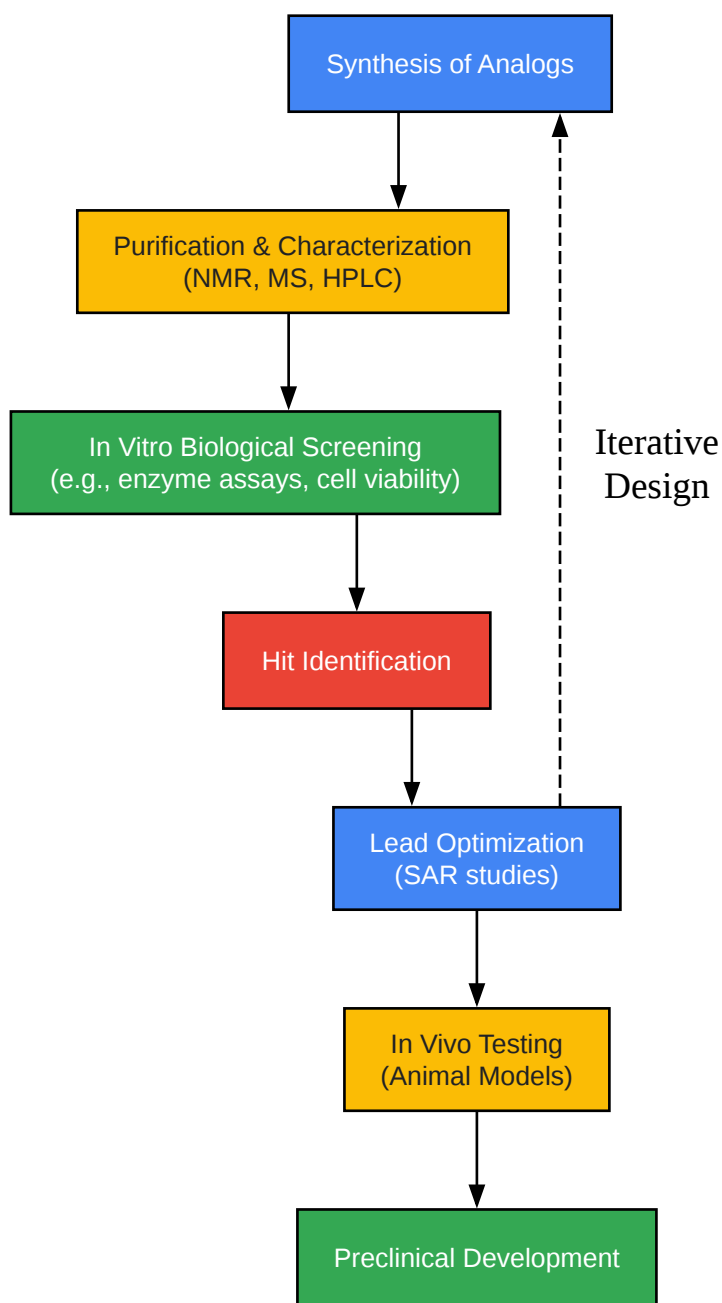 Synthesis of Analogs
Purification & Characterization
(NMR, MS, HPLC)
In Vitro Biological Screening
(e.g., enzyme assays, cell viability)
Iterative
Design
Hit Identification
Lead Optimization
(SAR studies)
In Vivo Testing
(Animal Models)
Preclinical Development